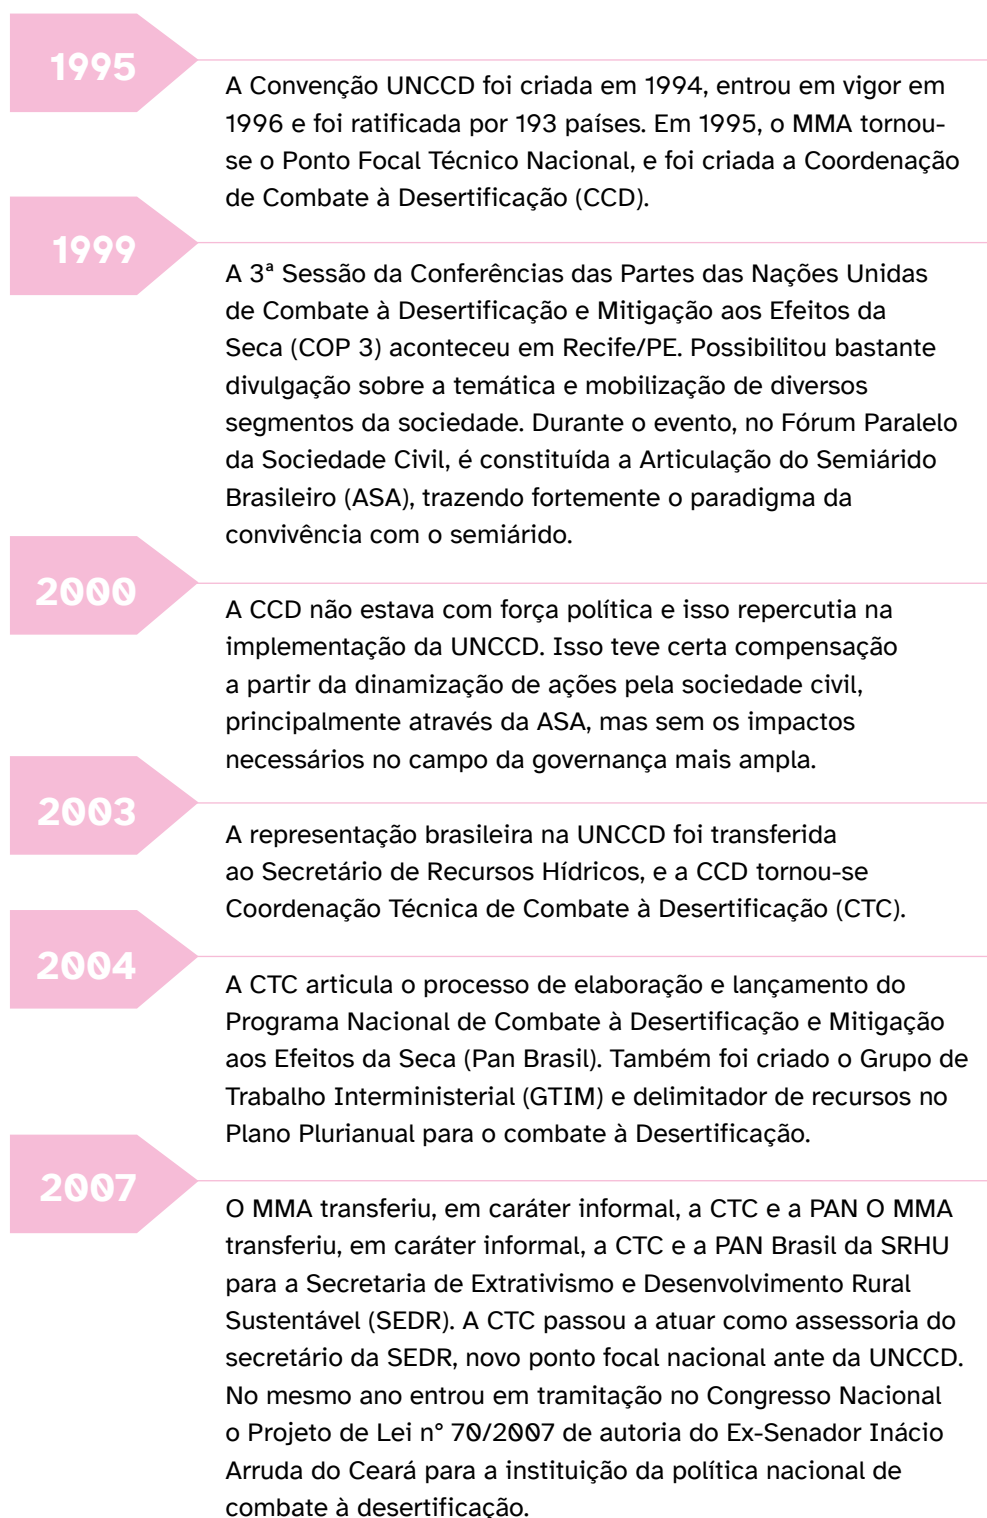 1995
A Convenção UNCCD foi criada em 1994, entrou em vigor em
1996 e foi ratificada por 193 países. Em 1995, o MMA tornou-
se o Ponto Focal Técnico Nacional, e foi criada a Coordenação
de Combate à Desertificação (CCD).
1999
A 3ª Sessão da Conferências das Partes das Nações Unidas
de Combate à Desertificação e Mitigação aos Efeitos da
Seca (COP 3) aconteceu em Recife/PE. Possibilitou bastante
divulgação sobre a temática e mobilização de diversos
segmentos da sociedade. Durante o evento, no Fórum Paralelo
da Sociedade Civil, é constituída a Articulação do Semiárido
Brasileiro (ASA), trazendo fortemente o paradigma da
convivência com o semiárido.
2000
A CCD não estava com força política e isso repercutia na
implementação da UNCCD. Isso teve certa compensação
a partir da dinamização de ações pela sociedade civil,
principalmente através da ASA, mas sem os impactos
necessários no campo da governança mais ampla.
2003
A representação brasileira na UNCCD foi transferida
ao Secretário de Recursos Hídricos, e a CCD tornou-se
Coordenação Técnica de Combate à Desertificação (CTC).
2004
A CTC articula o processo de elaboração e lançamento do
Programa Nacional de Combate à Desertificação e Mitigação
aos Efeitos da Seca (Pan Brasil). Também foi criado o Grupo de
Trabalho Interministerial (GTIM) e delimitador de recursos no
Plano Plurianual para o combate à Desertificação.
2007
O MMA transferiu, em caráter informal, a CTC e a PAN O MMA
transferiu, em caráter informal, a CTC e a PAN Brasil da SRHU
para a Secretaria de Extrativismo e Desenvolvimento Rural
Sustentável (SEDR). A CTC passou a atuar como assessoria do
secretário da SEDR, novo ponto focal nacional ante da UNCCD.
No mesmo ano entrou em tramitação no Congresso Nacional
o Projeto de Lei n° 70/2007 de autoria do Ex-Senador Inácio
Arruda do Ceará para a instituição da política nacional de
combate à desertificação.